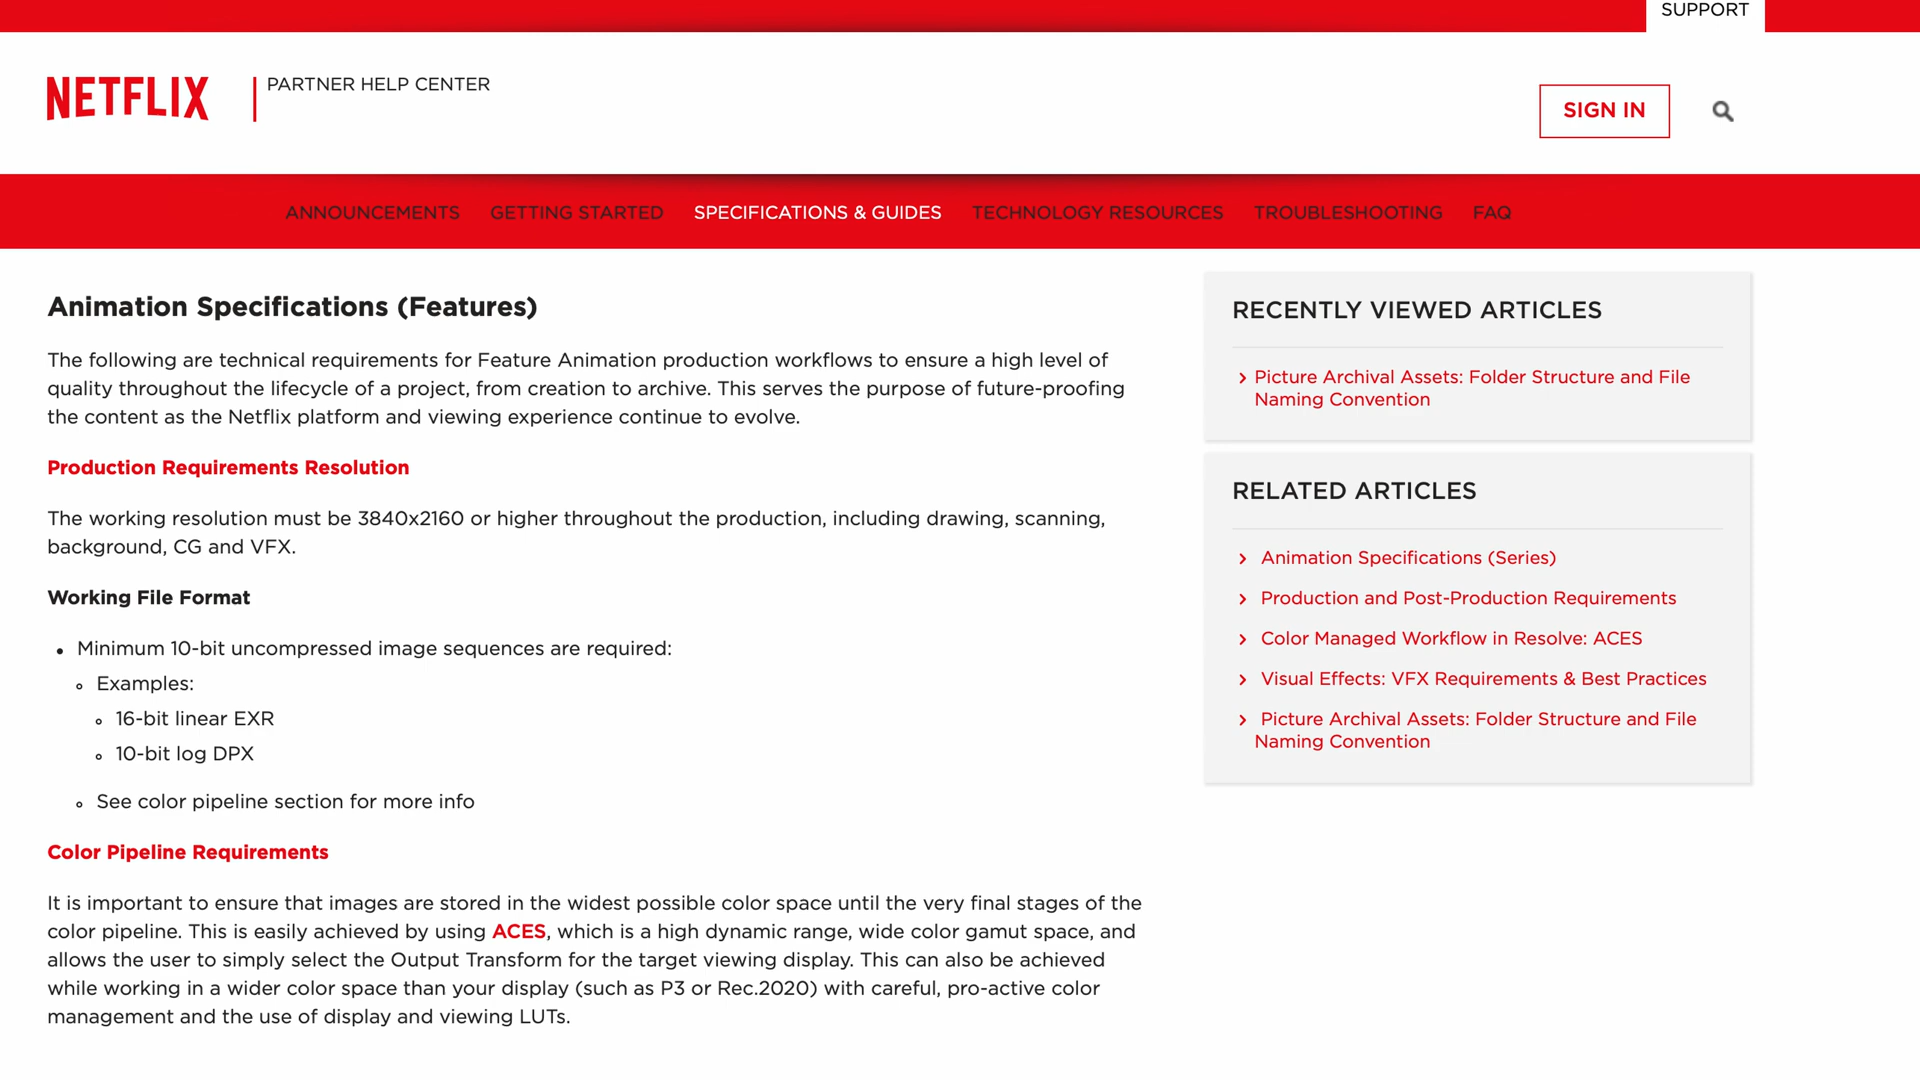 SUPPORT
NETFLIX
PARTNER HELP CENTER
SIGN IN
ANNOUNCEMENTS GETTING STARTED SPECIFICATIONS & GUIDES TECHNOLOGY RESOURCES TROUBLESHOOTING FAQ
Animation Specifications (Features)
The following are technical requirements for Feature Animation production workflows to ensure a high level of
quality throughout the lifecycle of a project, from creation to archive. This serves the purpose of future-proofing
the content as the Netflix platform and viewing experience continue to evolve.
Production Requirements Resolution
The working resolution must be 3840x2160 or higher throughout the production, including drawing, scanning,
background, CG and VFX.
Working File Format
Minimum 10-bit uncompressed image sequences are required:
Examples:
16-bit linear EXR
10-bit log DPX
See color pipeline section for more info
Color Pipeline Requirements
It is important to ensure that images are stored in the widest possible color space until the very final stages of the
color pipeline. This is easily achieved by using ACES, which is a high dynamic range, wide color gamut space, and
allows the user to simply select the Output Transform for the target viewing display. This can also be achieved
while working in a wider color space than your display (such as P3 or Rec.2020) with careful, pro-active color
management and the use of display and viewing LUTs.
RECENTLY VIEWED ARTICLES
Picture Archival Assets: Folder Structure and File
Naming Convention
RELATED ARTICLES
Animation Specifications (Series)
Production and Post-Production Requirements
Color Managed Workflow in Resolve: ACES
Visual Effects: VFX Requirements & Best Practices
Picture Archival Assets: Folder Structure and File
Naming Convention